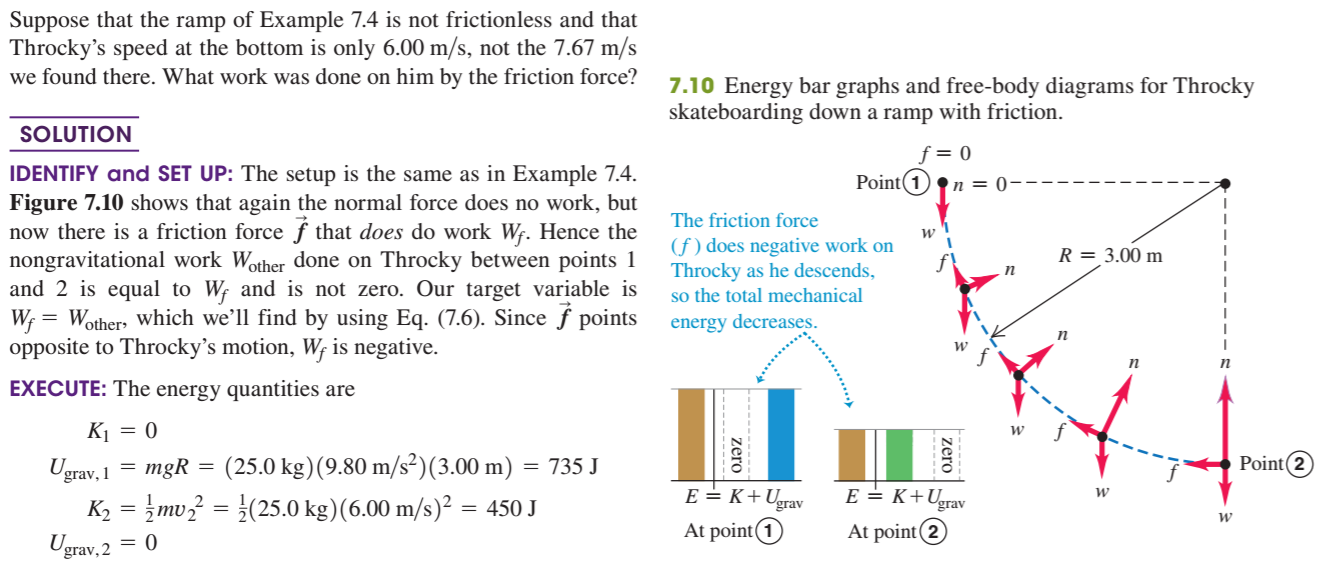 Suppose that the ramp of Example 7.4 is not frictionless and that
Throcky's speed at the bottom is only 6.00 m/s, not the 7.67 m/s
we found there. What work was done on him by the friction force?
SOLUTION
IDENTIFY and SET UP: The setup is the same as in Example 7.4.
Figure 7.10 shows that again the normal force does no work, but
now there is a friction force f⃗ that does do work W_f. Hence the
nongravitational work W_other done on Throcky between points 1
and 2 is equal to W_f and is not zero. Our target variable is
W_f = W_other, which we'll find by using Eq. (7.6). Since f⃗ points
opposite to Throcky's motion, W_f is negative.
EXECUTE: The energy quantities are
K₁ = 0
U_grav, 1 = mgR = (25.0 kg)(9.80 m/s²)(3.00 m) = 735 J
K₂ = ½mv₂² = ½(25.0 kg)(6.00 m/s)² = 450 J
U_grav, 2 = 0
7.10 Energy bar graphs and free-body diagrams for Throcky
skateboarding down a ramp with friction.
f = 0
Point 1 n = 0
The friction force
(f) does negative work on
Throcky as he descends,
so the total mechanical
energy decreases.
w
f
n
R = 3.00 m
w
f
n
w
f
n
w
n
f
Point 2
w
zero
E = K + U_grav
At point 1
zero
E = K + U_grav
At point 2